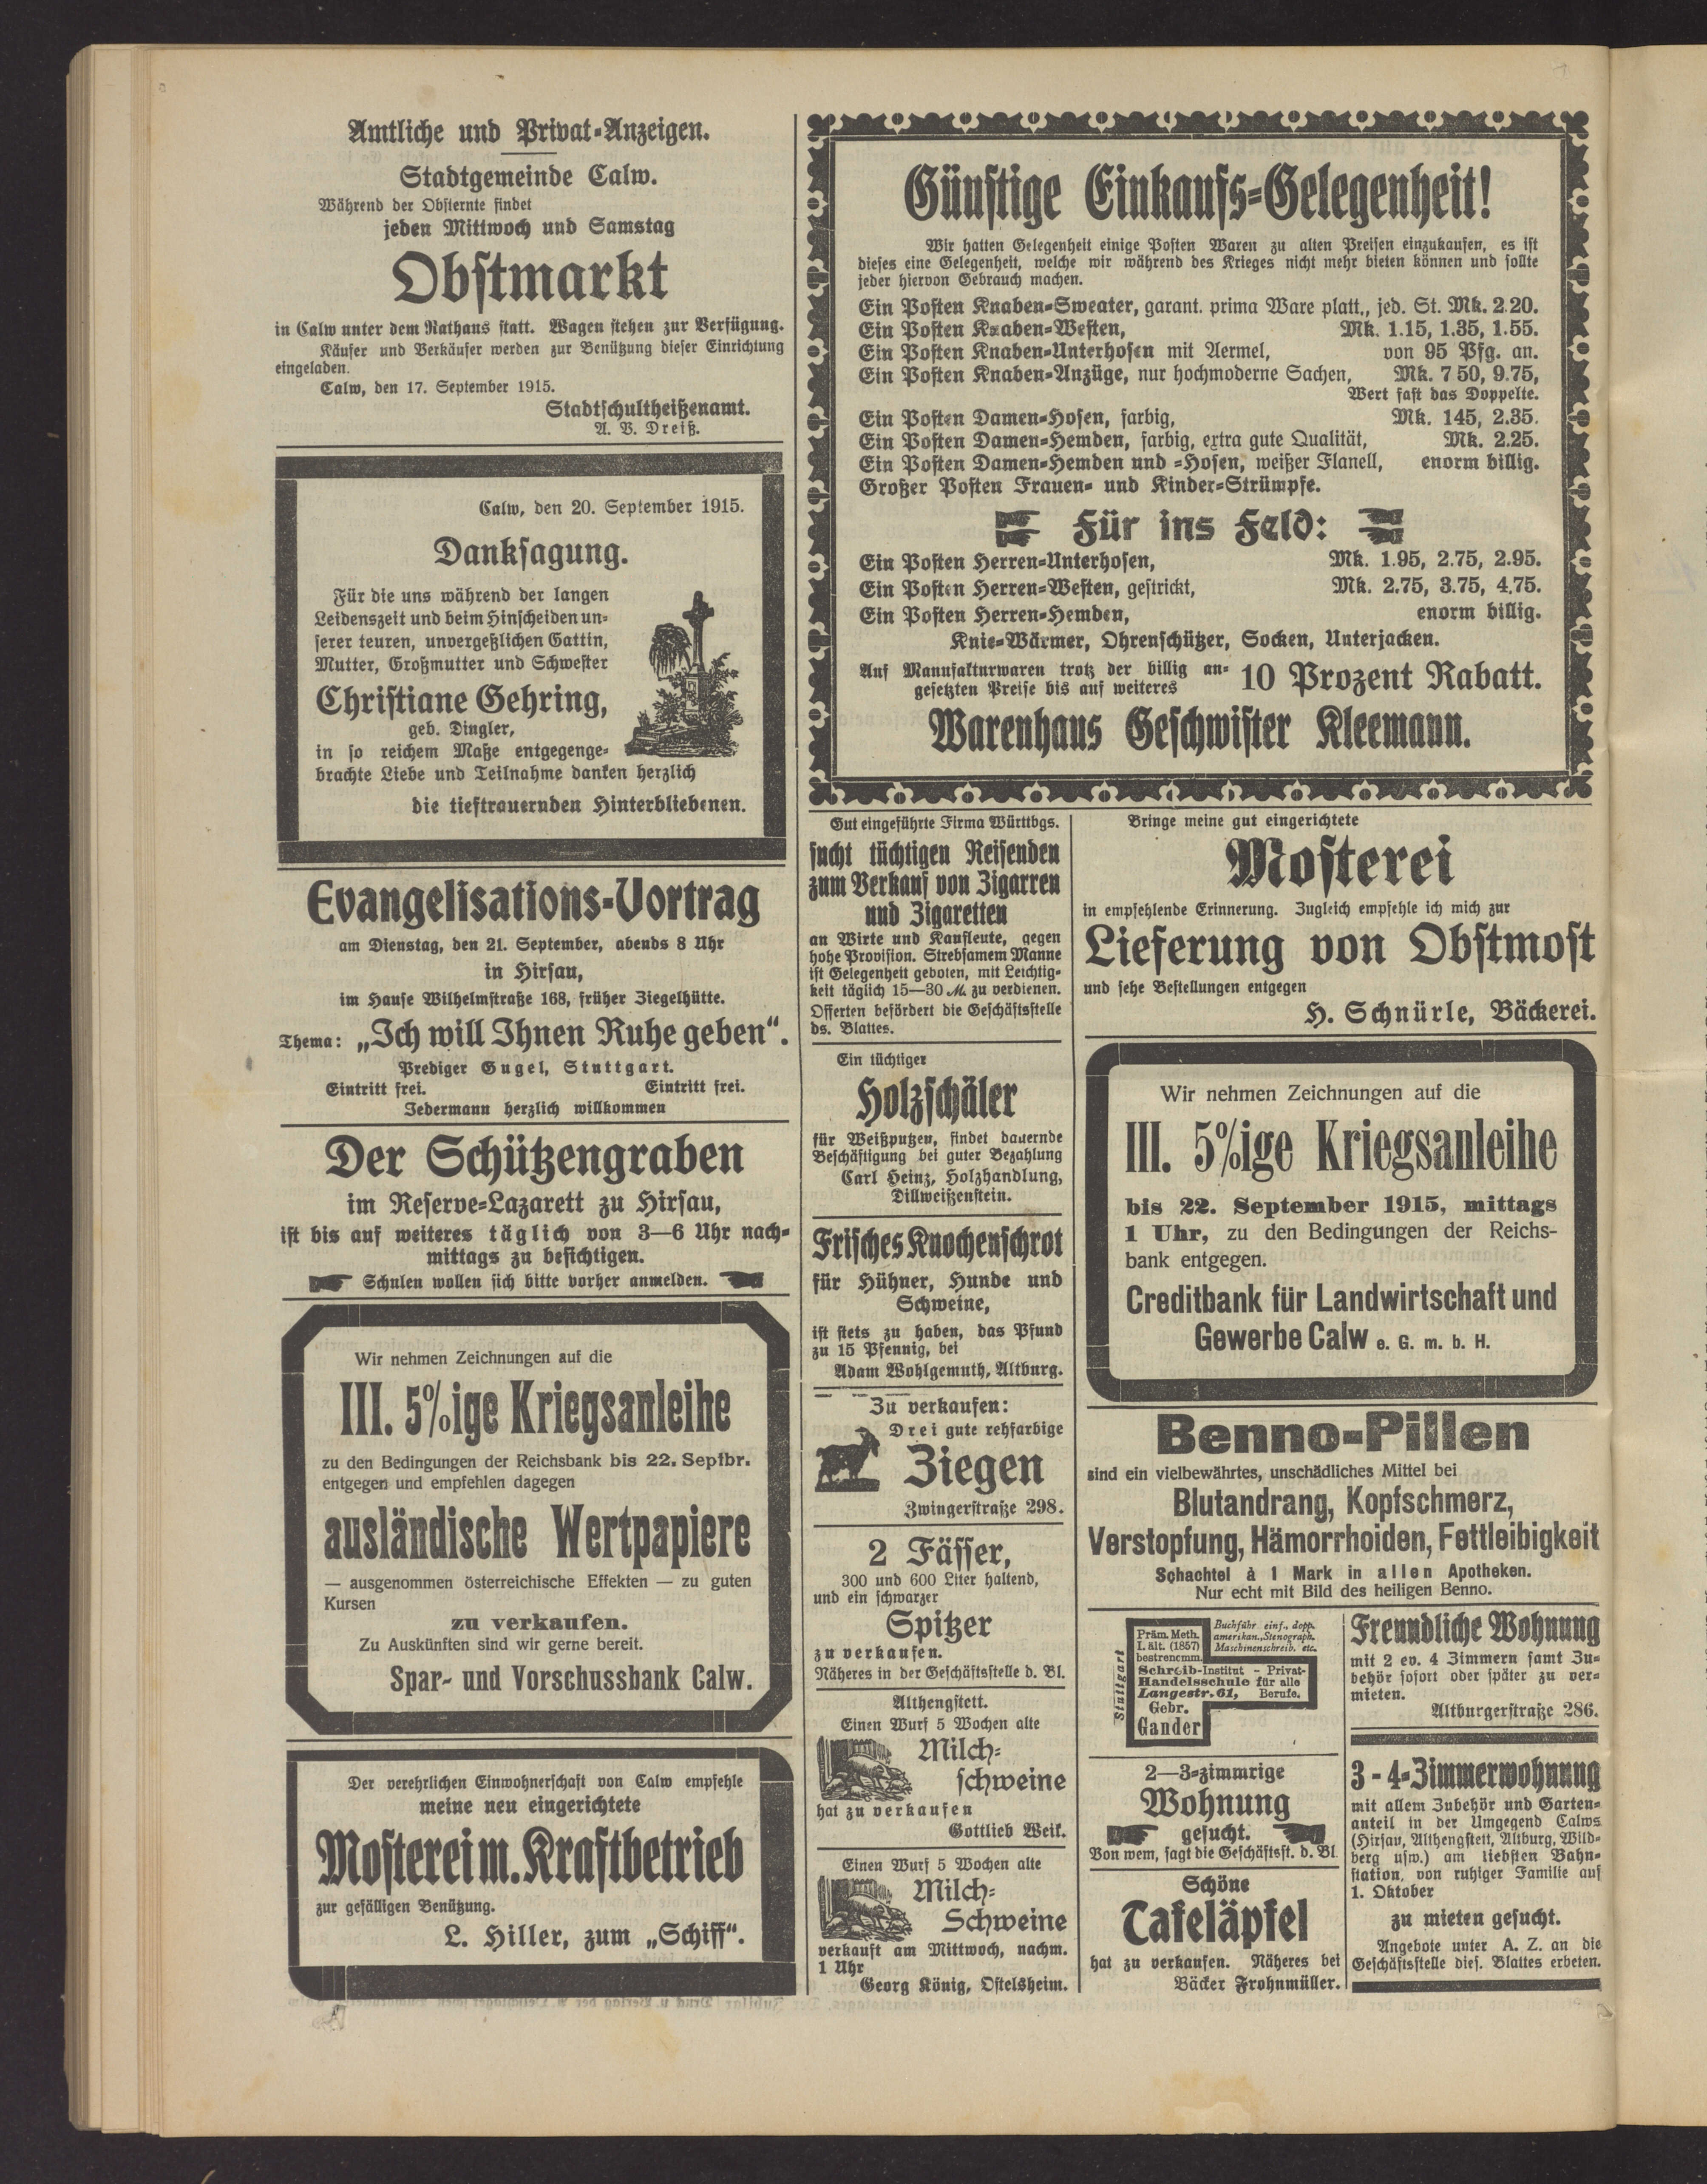 Amtliche und Privat-Anzeigen.
Stadtgemeinde Calw.
Während der Obsternte findet
jeden Mittwoch und Samstag
Obstmarkt
in Calw unter dem Rathaus statt. Wagen stehen zur Verfügung.
Käufer und Verkäufer werden zur Benützung dieser Einrichtung
eingeladen.
Calw, den 17. September 1915.
Stadtschultheißenamt.
A. V. Dreiß.
Calw, den 20. September 1915.
Danksagung.
Für die uns während der langen
Leidenszeit und beim Hinscheiden un-
serer teuren, unvergeßlichen Gattin,
Mutter, Großmutter und Schwester
Christiane Gehring,
geb. Dingler,
in so reichem Maße entgegenge-
brachte Liebe und Teilnahme danken herzlich
die tieftrauernden Hinterbliebenen.
Evangelisations-Vortrag
am Dienstag, den 21. September, abends 8 Uhr
in Hirsau,
im Hause Wilhelmstraße 168, früher Ziegelhütte.
Thema: „Ich will Ihnen Ruhe geben“.
Prediger Gugel, Stuttgart.
Eintritt frei. Eintritt frei.
Jedermann herzlich willkommen
Der Schützengraben
im Reserve-Lazarett zu Hirsau,
ist bis auf weiteres täglich von 3—6 Uhr nach-
mittags zu besichtigen.
Schulen wollen sich bitte vorher anmelden.
Wir nehmen Zeichnungen auf die
III. 5%ige Kriegsanleihe
zu den Bedingungen der Reichsbank bis 22. Septbr.
entgegen und empfehlen dagegen
ausländische Wertpapiere
— ausgenommen österreichische Effekten — zu guten
Kursen
zu verkaufen.
Zu Auskünften sind wir gerne bereit.
Spar- und Vorschussbank Calw.
Der verehrlichen Einwohnerschaft von Calw empfehle
meine neu eingerichtete
Mosterei m. Kraftbetrieb
zur gefälligen Benützung.
L. Hiller, zum „Schiff“.
Günstige Einkaufs-Gelegenheit!
Wir hatten Gelegenheit einige Posten Waren zu alten Preisen einzukaufen, es ist
dieses eine Gelegenheit, welche wir während des Krieges nicht mehr bieten können und sollte
jeder hiervon Gebrauch machen.
Ein Posten Knaben-Sweater, garant. prima Ware platt., jed. St. Mk. 2.20.
Ein Posten Knaben-Westen, Mk. 1.15, 1.35, 1.55.
Ein Posten Knaben-Unterhosen mit Aermel, von 95 Pfg. an.
Ein Posten Knaben-Anzüge, nur hochmoderne Sachen, Mk. 7 50, 9.75,
Wert fast das Doppelte.
Ein Posten Damen-Hosen, farbig, Mk. 145, 2.35.
Ein Posten Damen-Hemden, farbig, extra gute Qualität, Mk. 2.25.
Ein Posten Damen-Hemden und -Hosen, weißer Flanell, enorm billig.
Großer Posten Frauen- und Kinder-Strümpfe.
Für ins Feld:
Ein Posten Herren-Unterhosen, Mk. 1.95, 2.75, 2.95.
Ein Posten Herren-Westen, gestrickt, Mk. 2.75, 3.75, 4.75.
Ein Posten Herren-Hemden, enorm billig.
Knie-Wärmer, Ohrenschützer, Socken, Unterjacken.
Auf Manufakturwaren trotz der billig an-
gesetzten Preise bis auf weiteres 10 Prozent Rabatt.
Warenhaus Geschwister Kleemann.
Gut eingeführte Firma Württbgs.
sucht tüchtigen Reisenden
zum Verkauf von Zigarren
und Zigaretten
an Wirte und Kaufleute, gegen
hohe Provision. Strebsamem Manne
ist Gelegenheit geboten, mit Leichtig-
keit täglich 15—30 M. zu verdienen.
Offerten befördert die Geschäftsstelle
ds. Blattes.
Ein tüchtiger
Holzschäler
für Weißputzen, findet dauernde
Beschäftigung bei guter Bezahlung
Carl Heinz, Holzhandlung,
Dillweißenstein.
Frisches Knochenschrot
für Hühner, Hunde und
Schweine,
ist stets zu haben, das Pfund
zu 15 Pfennig, bei
Adam Wohlgemuth, Altburg.
Zu verkaufen:
Drei gute rehfarbige
Ziegen
Zwingerstraße 298.
2 Fässer,
300 und 600 Liter haltend,
und ein schwarzer
Spitzer
zu verkaufen.
Näheres in der Geschäftsstelle d. Bl.
Althengstett.
Einen Wurf 5 Wochen alte
Milch-
schweine
hat zu verkaufen
Gottlieb Weik.
Einen Wurf 5 Wochen alte
Milch-
Schweine
verkauft am Mittwoch, nachm.
1 Uhr
Georg König, Ostelsheim.
Bringe meine gut eingerichtete
Mosterei
in empfehlende Erinnerung. Zugleich empfehle ich mich zur
Lieferung von Obstmost
und sehe Bestellungen entgegen
H. Schnürle, Bäckerei.
Wir nehmen Zeichnungen auf die
III. 5%ige Kriegsanleihe
bis 22. September 1915, mittags
1 Uhr, zu den Bedingungen der Reichs-
bank entgegen.
Creditbank für Landwirtschaft und
Gewerbe Calw e. G. m. b. H.
Benno-Pillen
sind ein vielbewährtes, unschädliches Mittel bei
Blutandrang, Kopfschmerz,
Verstopfung, Hämorrhoiden, Fettleibigkeit
Schachtel à 1 Mark in allen Apotheken.
Nur echt mit Bild des heiligen Benno.
Stuttgart
Präm. Meth.
I. ält. (1857)
bestrenomm.
Buchführ einf., dopp.
amerikan., Stenograph.
Maschinenschreib. etc.
Schreib-Institut - Privat-
Handelsschule für alle
Langestr. 61, Berufe.
Gebr.
Gander
2—3-zimmrige
Wohnung
gesucht.
Von wem, sagt die Geschäftsst. d. Bl
Schöne
Tafeläpfel
hat zu verkaufen. Näheres bei
Bäcker Frohnmüller.
Freundliche Wohnung
mit 2 ev. 4 Zimmern samt Zu-
behör sofort oder später zu ver-
mieten.
Altburgerstraße 286.
3 - 4-Zimmerwohnung
mit allem Zubehör und Garten-
anteil in der Umgegend Calws
(Hirsau, Althengstett, Altburg, Wild-
berg usw.) am liebsten Bahn-
station, von ruhiger Familie auf
1. Oktober
zu mieten gesucht.
Angebote unter A. Z. an die
Geschäftsstelle dies. Blattes erbeten.